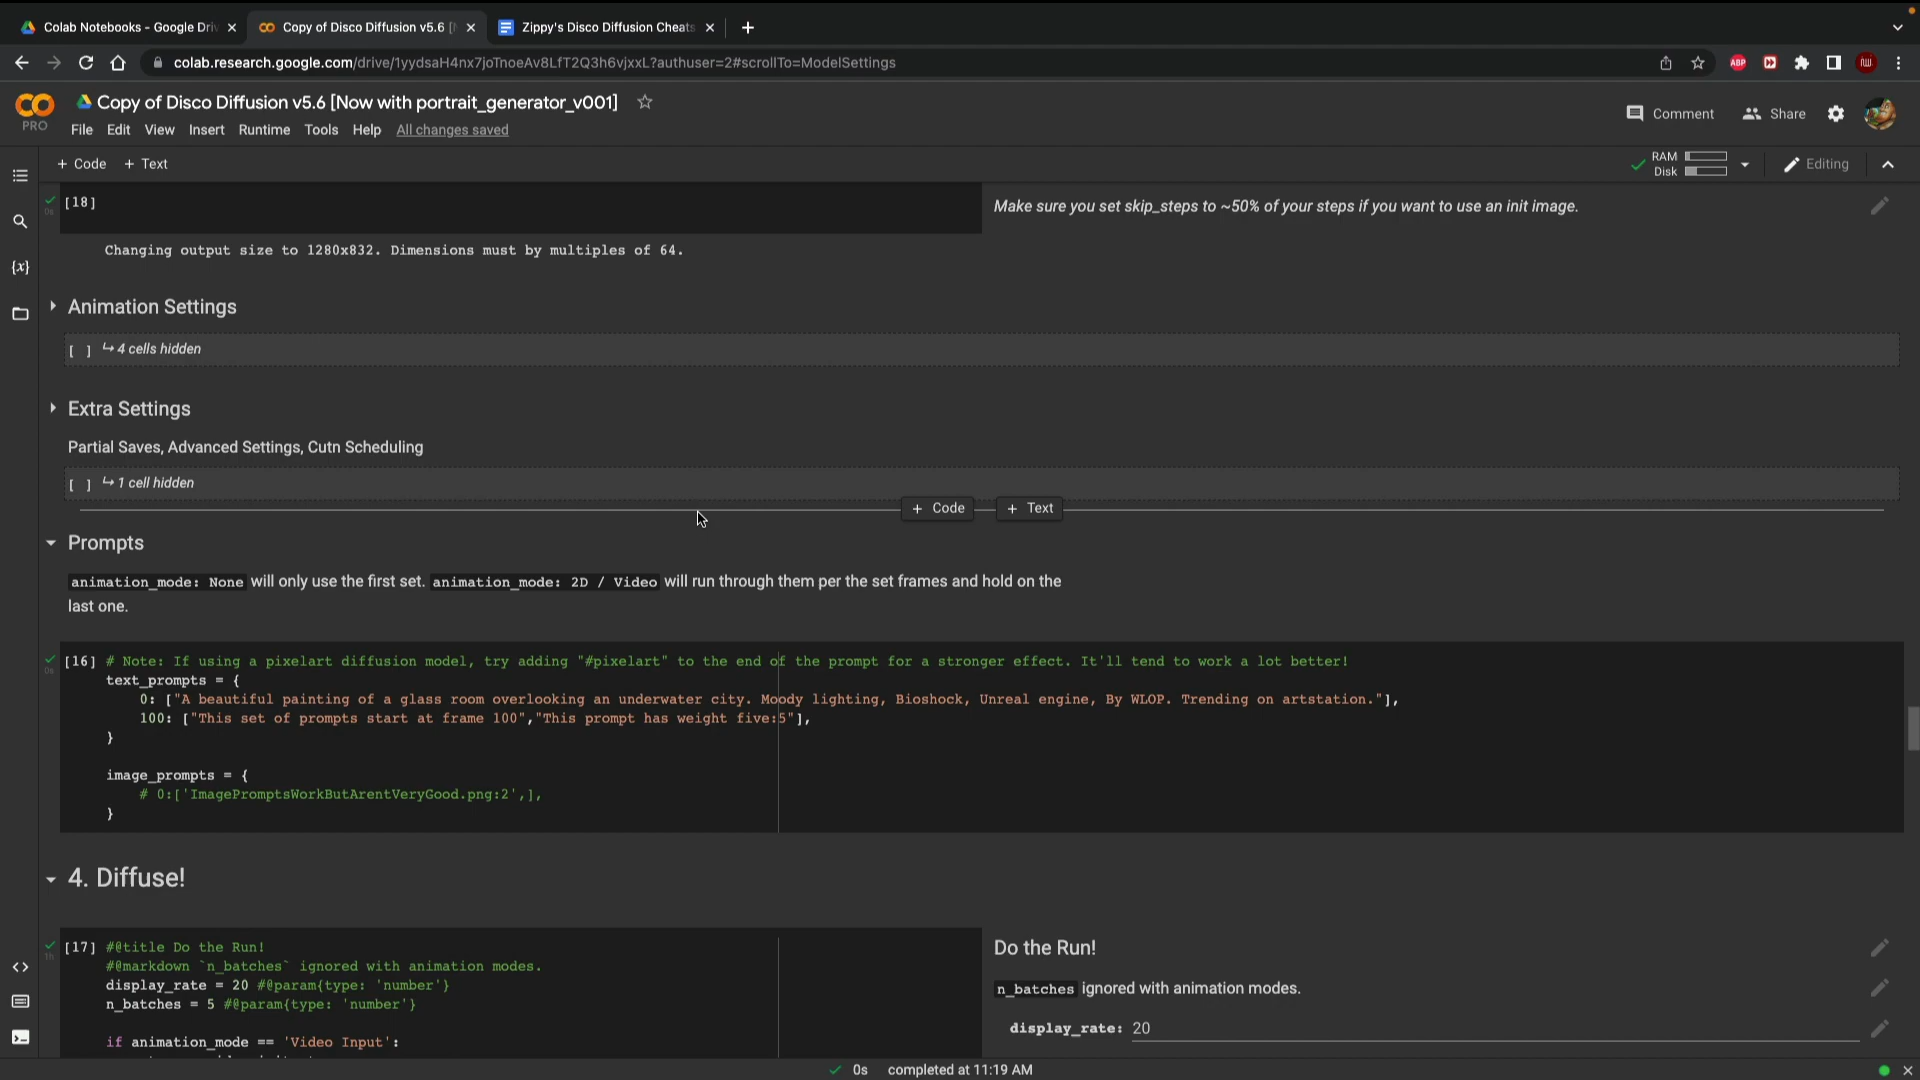 Colab Notebooks - Google Dri
Copy of Disco Diffusion v5.6 [
Zippy's Disco Diffusion Cheats
colab.research.google.com/drive/1yydsaH4nx7joTnoeAv8LfT2Q3h6vjxxL?authuser=2#scrollTo=ModelSettings
ABP
PRO
Copy of Disco Diffusion v5.6 [Now with portrait_generator_v001]
File Edit View Insert Runtime Tools Help All changes saved
Comment Share
+ Code + Text
RAM
Disk
Editing
{x}
[18]
0s
Make sure you set skip_steps to ~50% of your steps if you want to use an init image.
Changing output size to 1280x832. Dimensions must by multiples of 64.
Animation Settings
[ ] ↳ 4 cells hidden
Extra Settings
Partial Saves, Advanced Settings, Cutn Scheduling
[ ] ↳ 1 cell hidden
+ Code + Text
Prompts
animation_mode: None will only use the first set. animation_mode: 2D / Video will run through them per the set frames and hold on the
last one.
[16] # Note: If using a pixelart diffusion model, try adding "#pixelart" to the end of the prompt for a stronger effect. It'll tend to work a lot better!
0s
text_prompts = {
0: ["A beautiful painting of a glass room overlooking an underwater city. Moody lighting, Bioshock, Unreal engine, By WLOP. Trending on artstation."],
100: ["This set of prompts start at frame 100","This prompt has weight five:5"],
}
image_prompts = {
# 0:['ImagePromptsWorkButArentVeryGood.png:2',],
}
4. Diffuse!
[17] #@title Do the Run!
1h
#@markdown `n_batches` ignored with animation modes.
display_rate = 20 #@param{type: 'number'}
n_batches = 5 #@param{type: 'number'}
if animation_mode == 'Video Input':
Do the Run!
n_batches ignored with animation modes.
display_rate: 20
0s completed at 11:19 AM